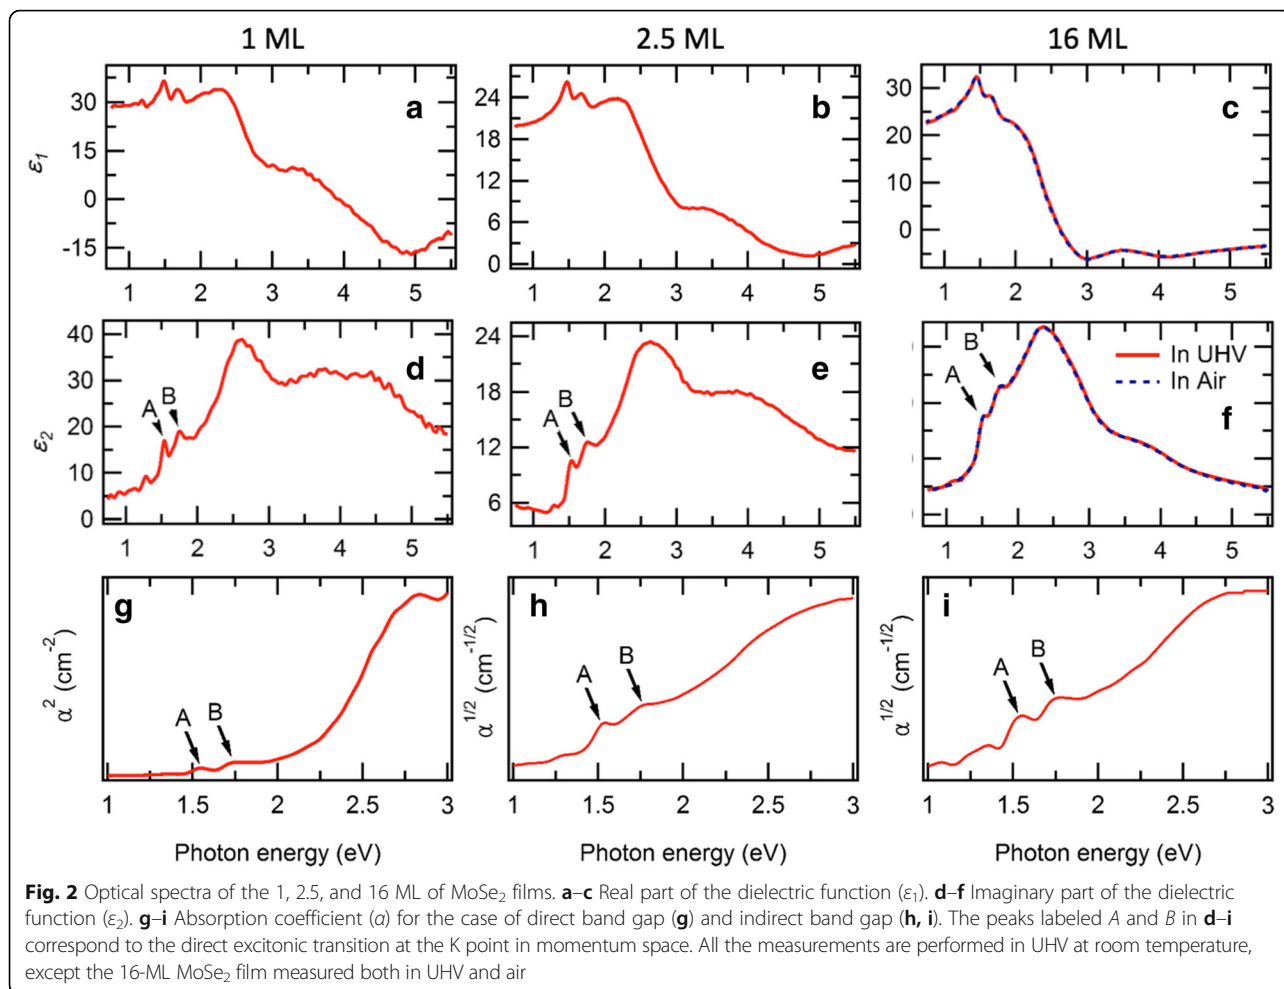 1 ML 2.5 ML 16 ML
a
b
c
ε1
30
15
0
-15
1 2 3 4 5
24
18
12
6
0
1 2 3 4 5
30
20
10
0
1 2 3 4 5
d
e
f
ε2
40
30
20
10
0
A B
1 2 3 4 5
24
18
12
6
A B
1 2 3 4 5
A B
In UHV
In Air
1 2 3 4 5
g
h
i
α² (cm⁻²)
A B
1 1.5 2 2.5 3
α^1/2 (cm^-1/2)
A B
1 1.5 2 2.5 3
α^1/2 (cm^-1/2)
A B
1 1.5 2 2.5 3
Photon energy (eV) Photon energy (eV) Photon energy (eV)
Fig. 2 Optical spectra of the 1, 2.5, and 16 ML of MoSe₂ films. a–c Real part of the dielectric function (ε₁). d–f Imaginary part of the dielectric
function (ε₂). g–i Absorption coefficient (α) for the case of direct band gap (g) and indirect band gap (h, i). The peaks labeled A and B in d–i
correspond to the direct excitonic transition at the K point in momentum space. All the measurements are performed in UHV at room temperature,
except the 16-ML MoSe₂ film measured both in UHV and air